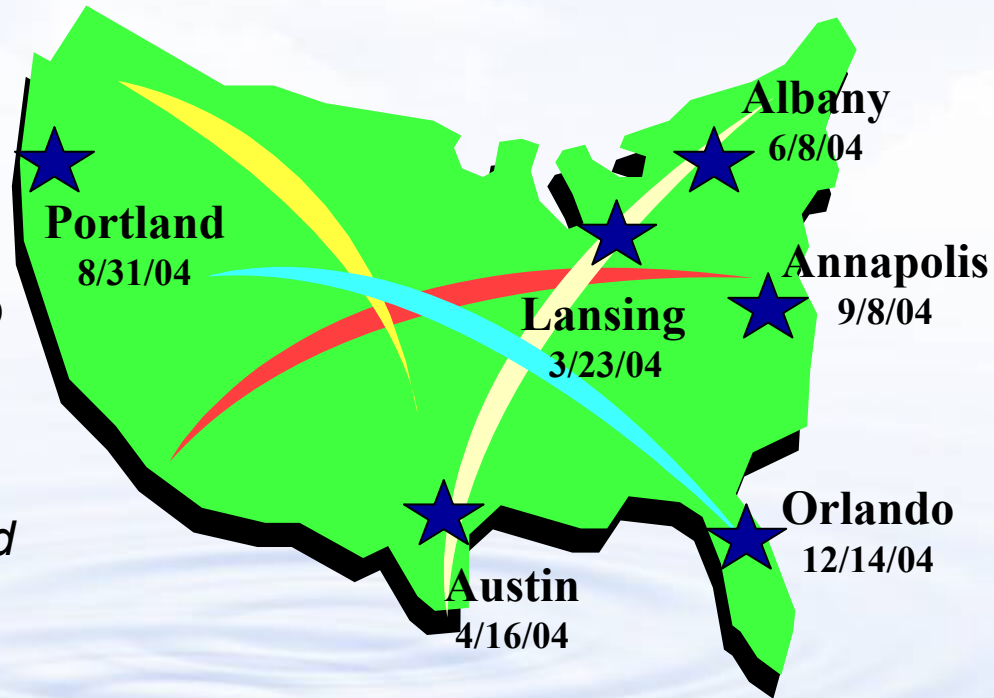 Albany
6/8/04
Portland
8/31/04
Annapolis
9/8/04
Lansing
3/23/04
Orlando
12/14/04
Austin
4/16/04